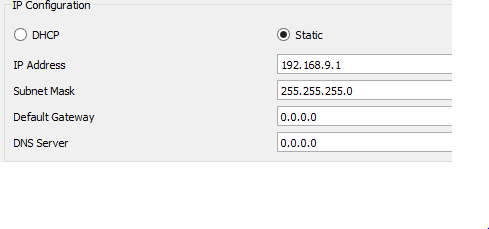 IP Configuration
DHCP Static
IP Address 192.168.9.1
Subnet Mask 255.255.255.0
Default Gateway 0.0.0.0
DNS Server 0.0.0.0